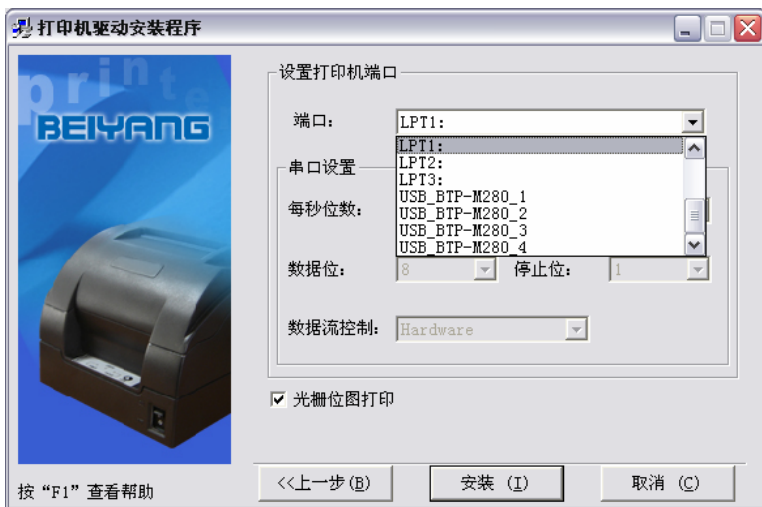 打印机驱动安装程序
printe
BEIYANG
设置打印机端口
端口: LPT1:
LPT1:
LPT2:
LPT3:
串口设置
USB_BTP-M280_1
每秒位数: USB_BTP-M280_2
USB_BTP-M280_3
USB_BTP-M280_4
数据位: 8 停止位: 1
数据流控制: Hardware
光栅位图打印
按“F1”查看帮助
<<上一步(B) 安装 (I) 取消 (C)